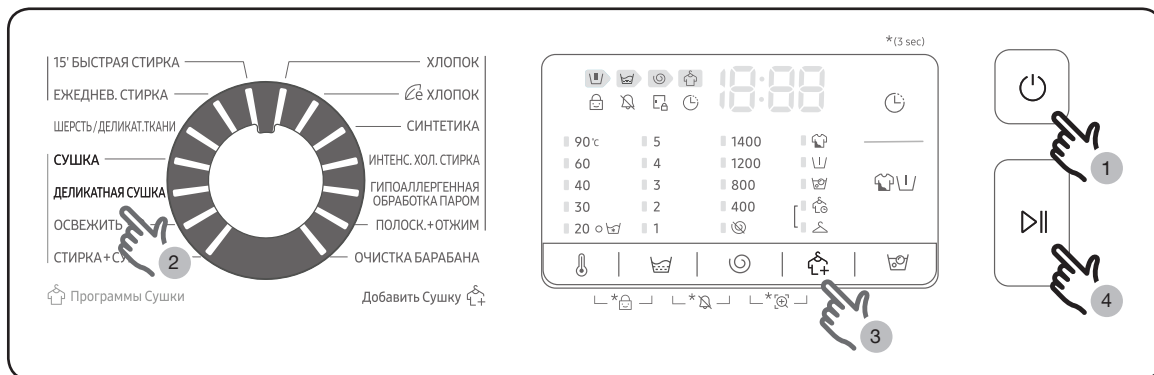 *(3 sec)
15' БЫСТРАЯ СТИРКА
ЕЖЕДНЕВ. СТИРКА
ШЕРСТЬ/ДЕЛИКАТ.ТКАНИ
СУШКА
ДЕЛИКАТНАЯ СУШКА
ОСВЕЖИТЬ
СТИРКА+СУ
Программы Сушки
ХЛОПОК
e ХЛОПОК
СИНТЕТИКА
ИНТЕНС. ХОЛ. СТИРКА
ГИПОАЛЛЕРГЕННАЯ
ОБРАБОТКА ПАРОМ
ПОЛОСК.+ОТЖИМ
ОЧИСТКА БАРАБАНА
Добавить Сушку
18:88
90°C 5 1400
60 4 1200
40 3 800
30 2 400
20 1
* * *
1
2
3
4